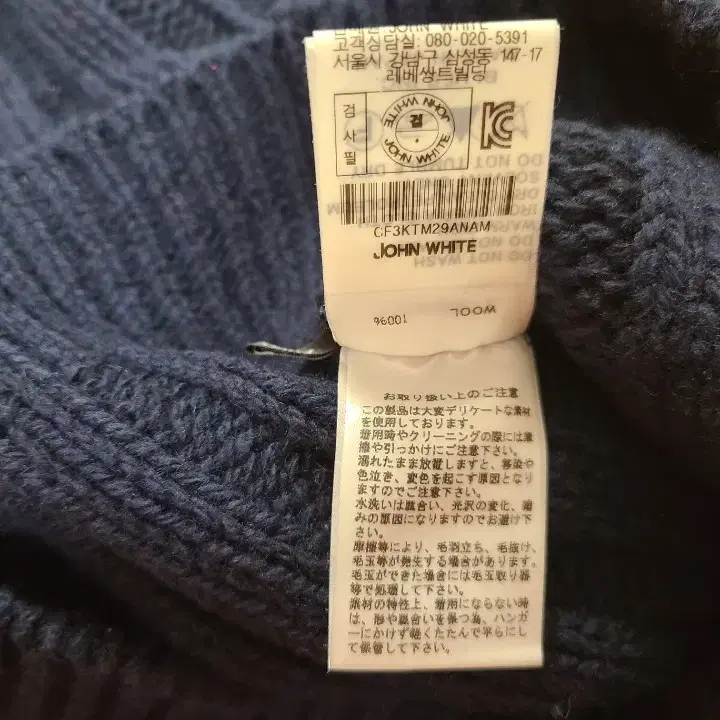 고객상담실: 080-020-5391
서울시 강남구 삼성동 147-17
레베쌍트빌딩
검
사
필
JOHN WHITE
검
JOHN WHITE
CF3KTM29ANAM
JOHN WHITE
WOOL 100%
お取り扱い上のご注意
この製品は大変デリケートな素材
を使用しております。
着用時やクリーニングの際には摩
擦や引っかけにご注意下さい。
濡れたまま放置しますと、移染や
色泣き、変色を起こす原因となり
ますのでご注意下さい。
水洗いは風合い、光沢の変化、縮
みの原因になりますのでお避け下
さい。
摩擦等により、毛羽立ち、毛抜け、
毛玉等が発生する場合があります。
毛玉ができた場合には毛玉取り器
等で処理して下さい。
素材の特性上、着用にならない時
は、形や風合いを保つ為、ハンガ
ーにかけず軽くたたんで平らにし
て保管して下さい。